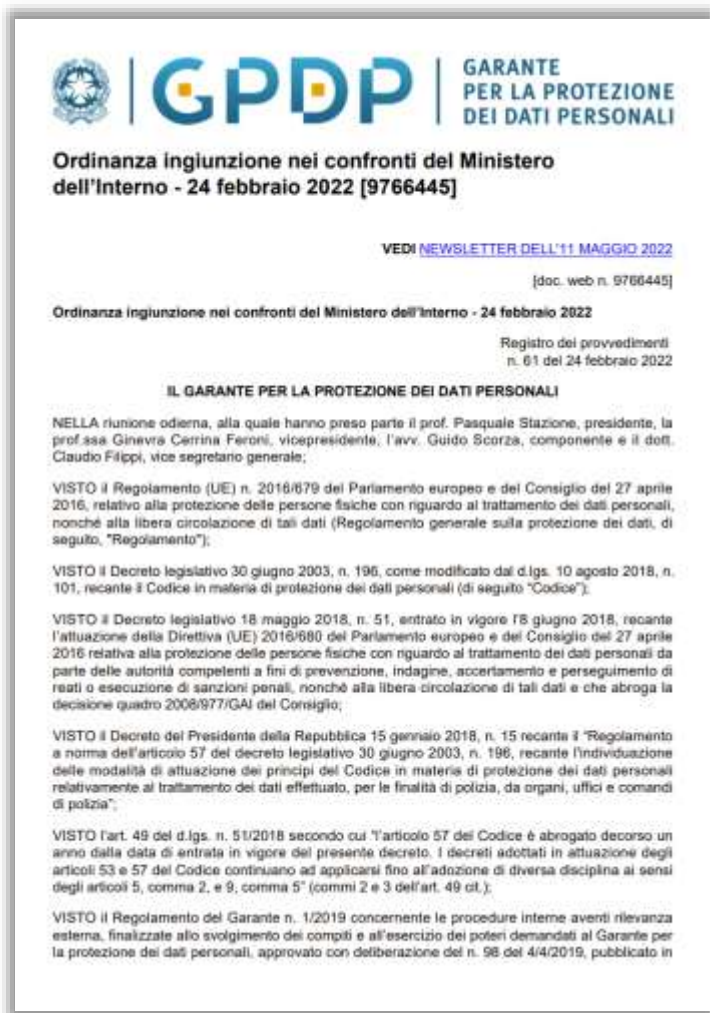 GPDP
GARANTE
PER LA PROTEZIONE
DEI DATI PERSONALI
Ordinanza ingiunzione nei confronti del Ministero
dell'Interno - 24 febbraio 2022 [9766445]
VEDI NEWSLETTER DELL'11 MAGGIO 2022
[doc. web n. 9766445]
Ordinanza ingiunzione nei confronti del Ministero dell'Interno - 24 febbraio 2022
Registro dei provvedimenti
n. 61 del 24 febbraio 2022
IL GARANTE PER LA PROTEZIONE DEI DATI PERSONALI
NELLA riunione odierna, alla quale hanno preso parte il prof. Pasquale Stazione, presidente, la
prof.ssa Ginevra Cerrina Feroni, vicepresidente, l'avv. Guido Scorza, componente e il dott.
Claudio Filippi, vice segretario generale;
VISTO il Regolamento (UE) n. 2016/679 del Parlamento europeo e del Consiglio del 27 aprile
2016, relativo alla protezione delle persone fisiche con riguardo al trattamento dei dati personali,
nonché alla libera circolazione di tali dati (Regolamento generale sulla protezione dei dati, di
seguito, "Regolamento");
VISTO il Decreto legislativo 30 giugno 2003, n. 196, come modificato dal d.lgs. 10 agosto 2018, n.
101, recante il Codice in materia di protezione dei dati personali (di seguito "Codice");
VISTO il Decreto legislativo 18 maggio 2018, n. 51, entrato in vigore l'8 giugno 2018, recante
l'attuazione della Direttiva (UE) 2016/680 del Parlamento europeo e del Consiglio del 27 aprile
2016 relativa alla protezione delle persone fisiche con riguardo al trattamento dei dati personali da
parte delle autorità competenti a fini di prevenzione, indagine, accertamento e perseguimento di
reati o esecuzione di sanzioni penali, nonché alla libera circolazione di tali dati e che abroga la
decisione quadro 2008/977/GAI del Consiglio;
VISTO il Decreto del Presidente della Repubblica 15 gennaio 2018, n. 15 recante il "Regolamento
a norma dell'articolo 57 del decreto legislativo 30 giugno 2003, n. 196, recante l'individuazione
delle modalità di attuazione dei principi del Codice in materia di protezione dei dati personali
relativamente al trattamento dei dati effettuato, per le finalità di polizia, da organi, uffici e comandi
di polizia";
VISTO l'art. 49 del d.lgs. n. 51/2018 secondo cui "l'articolo 57 del Codice è abrogato decorso un
anno dalla data di entrata in vigore del presente decreto. I decreti adottati in attuazione degli
articoli 53 e 57 del Codice continuano ad applicarsi fino all'adozione di diversa disciplina ai sensi
degli articoli 5, comma 2, e 9, comma 5" (commi 2 e 3 dell'art. 49 cit.);
VISTO il Regolamento del Garante n. 1/2019 concernente le procedure interne aventi rilevanza
esterna, finalizzate allo svolgimento dei compiti e all'esercizio dei poteri demandati al Garante per
la protezione dei dati personali, approvato con deliberazione del n. 98 del 4/4/2019, pubblicato in